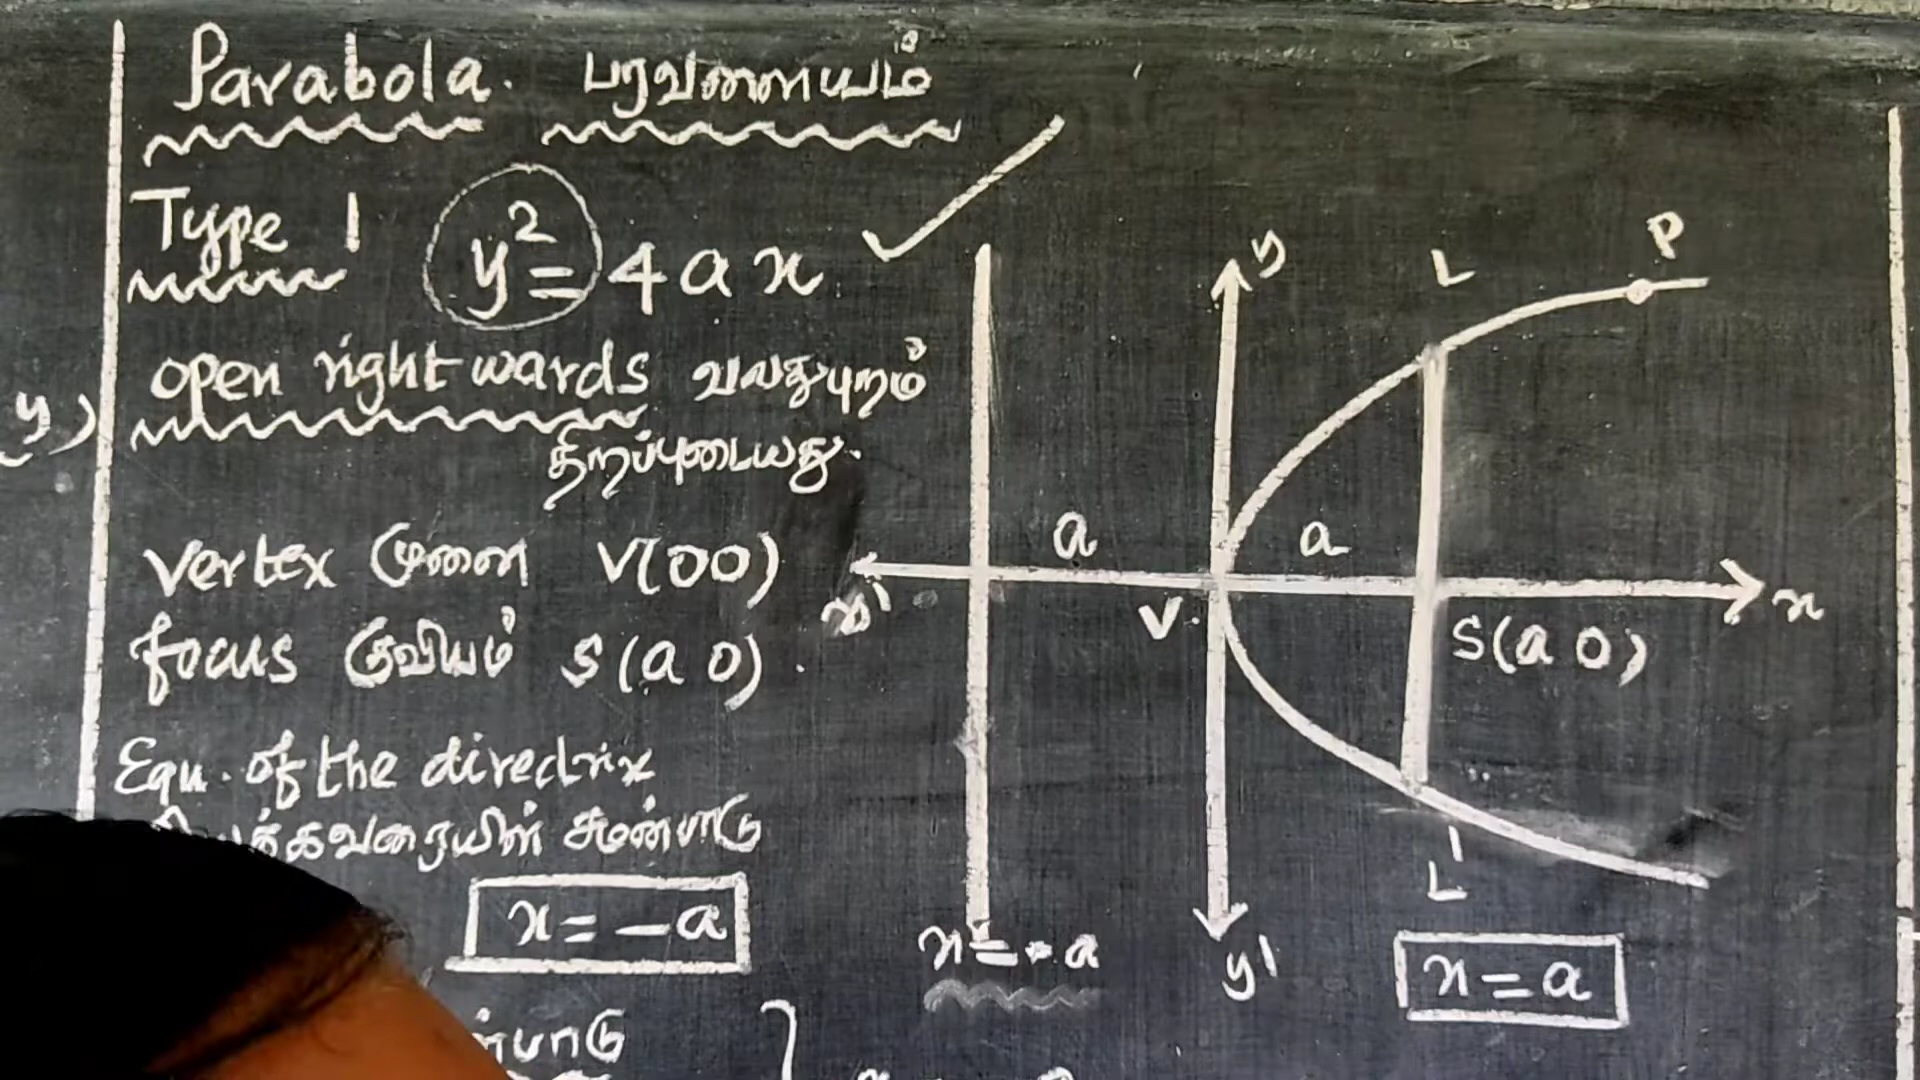 Parabola. பரவளையம்
Type 1 y² = 4ax
open rightwards வலதுபுறம்
திறப்புடையது.
y)
Vertex முனை V(0 0)
focus குவியம் S(a 0).
Equ. of the directrix
க்கவரையின் சமன்பாடு
x = -a
ன்பாடு }
y
L
P
a
a
x'
V
x
S(a 0)
L'
x = -a
y'
x = a